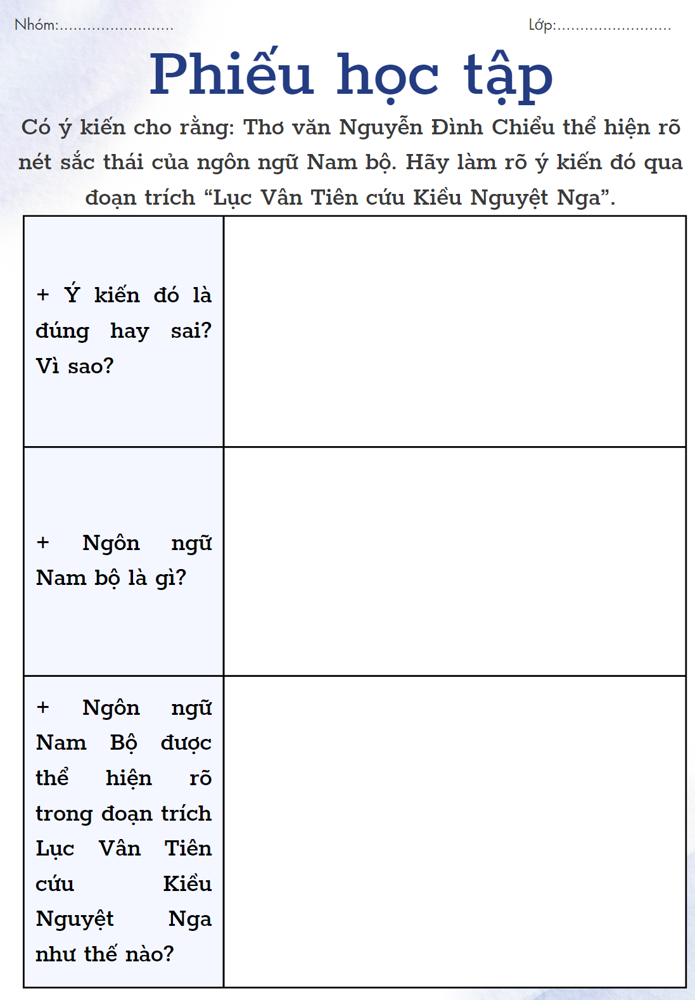 Nhóm:.........................
Lớp:.........................
Phiếu học tập
Có ý kiến cho rằng: Thơ văn Nguyễn Đình Chiểu thể hiện rõ
nét sắc thái của ngôn ngữ Nam bộ. Hãy làm rõ ý kiến đó qua
đoạn trích “Lục Vân Tiên cứu Kiều Nguyệt Nga”.
+ Ý kiến đó là
đúng hay sai?
Vì sao?
+ Ngôn ngữ
Nam bộ là gì?
+ Ngôn ngữ
Nam Bộ được
thể hiện rõ
trong đoạn trích
Lục Vân Tiên
cứu Kiều
Nguyệt Nga
như thế nào?